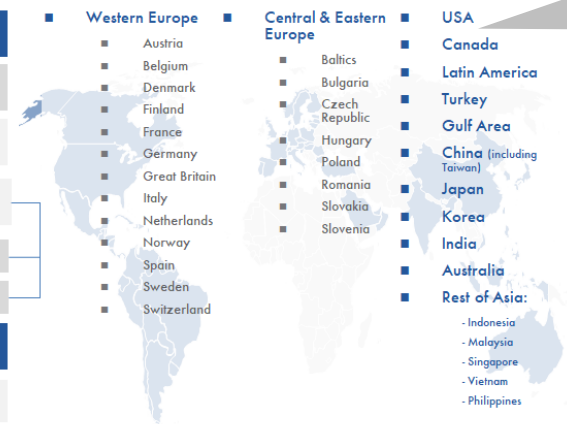 Western Europe
Austria
Belgium
Denmark
Finland
France
Germany
Great Britain
Italy
Netherlands
Norway
Spain
Sweden
Switzerland
Central & Eastern
Europe
Baltics
Bulgaria
Czech
Republic
Hungary
Poland
Romania
Slovakia
Slovenia
USA
Canada
Latin America
Turkey
Gulf Area
China (including
Taiwan)
Japan
Korea
India
Australia
Rest of Asia:
- Indonesia
- Malaysia
- Singapore
- Vietnam
- Philippines